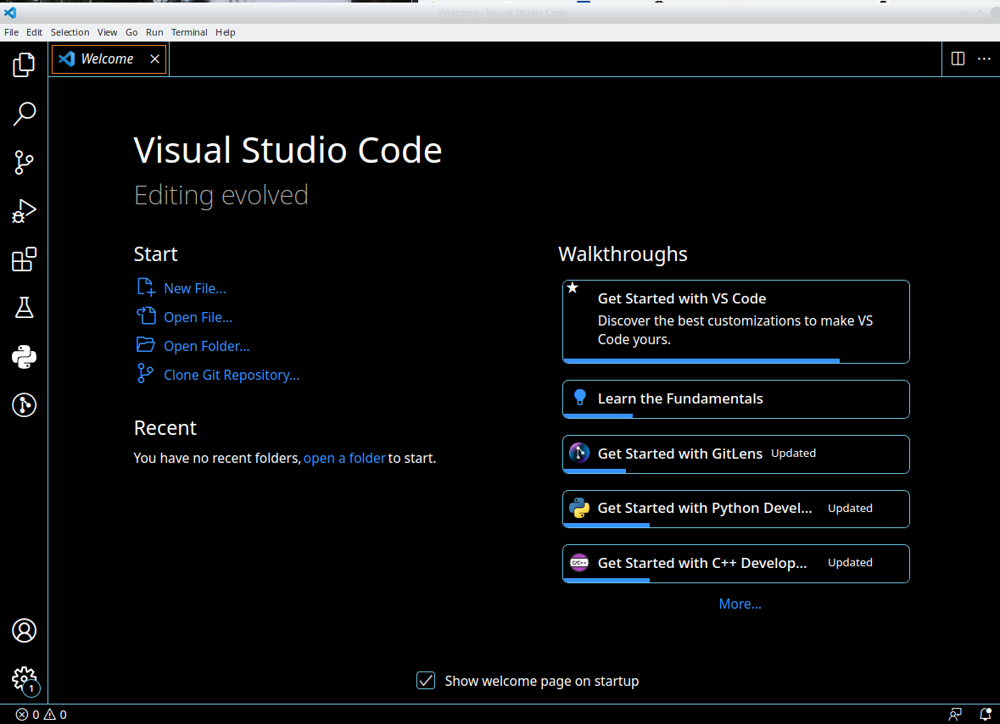 Welcome - Visual Studio Code
File Edit Selection View Go Run Terminal Help
Welcome
Visual Studio Code
Editing evolved
Start
New File...
Open File...
Open Folder...
Clone Git Repository...
Recent
You have no recent folders, open a folder to start.
Walkthroughs
Get Started with VS Code
Discover the best customizations to make VS
Code yours.
Learn the Fundamentals
Get Started with GitLens Updated
Get Started with Python Devel... Updated
C/C++ Get Started with C++ Develop... Updated
More...
Show welcome page on startup
1
0 0